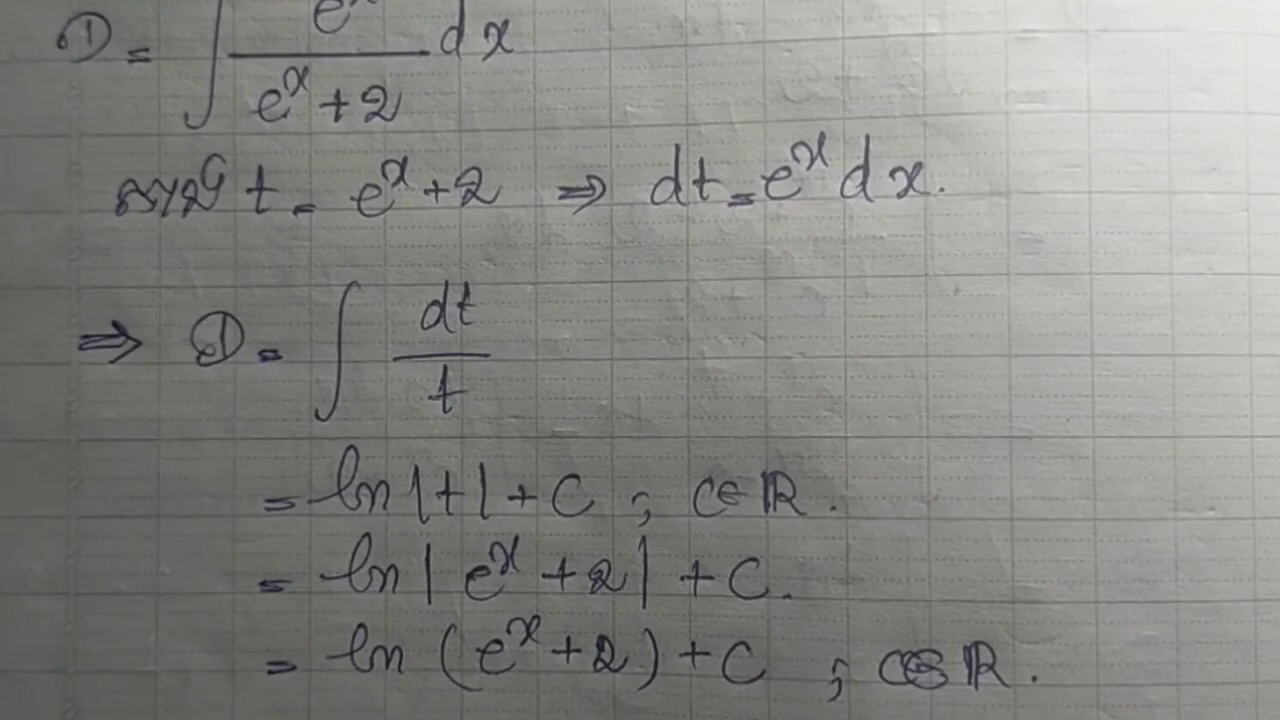 ① = ∫ eˣ / (eˣ + 2) dx
t = eˣ + 2 ⇒ dt = eˣ dx.
⇒ ① = ∫ dt / t
= ln |t| + C ; C ∈ ℝ.
= ln | eˣ + 2 | + C.
= ln (eˣ + 2) + C ; C ∈ ℝ.